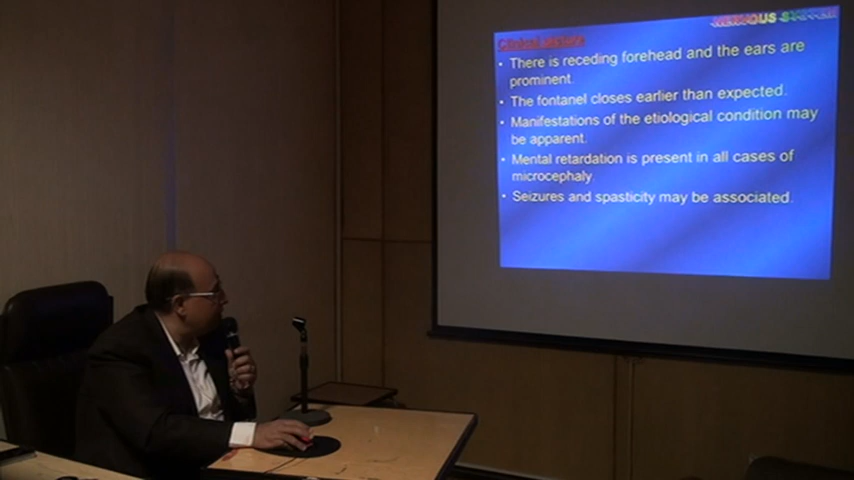 NERVOUS SYSTEM
Clinical picture
• There is receding forehead and the ears are
prominent.
• The fontanel closes earlier than expected.
• Manifestations of the etiological condition may
be apparent.
• Mental retardation is present in all cases of
microcephaly.
• Seizures and spasticity may be associated.